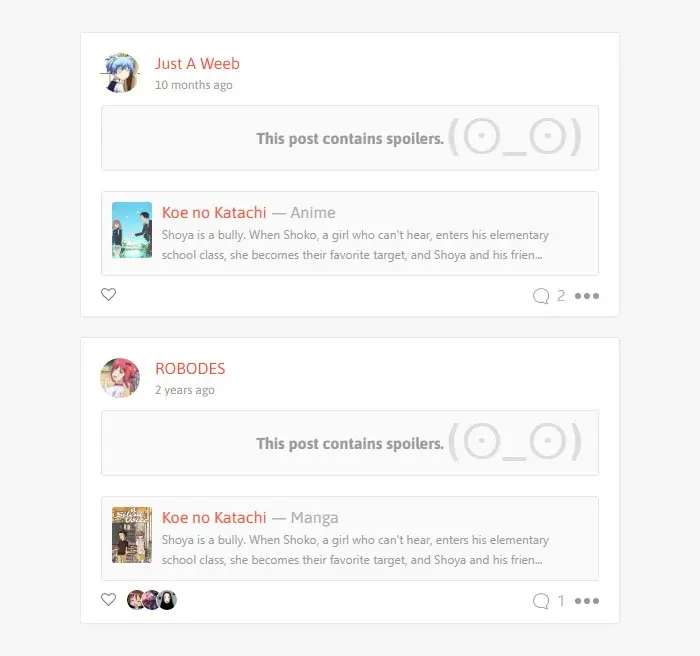 Just A Weeb
10 months ago
This post contains spoilers. (⊙_⊙)
Koe no Katachi — Anime
Shoya is a bully. When Shoko, a girl who can't hear, enters his elementary
school class, she becomes their favorite target, and Shoya and his frien...
2
ROBODES
2 years ago
This post contains spoilers. (⊙_⊙)
Koe no Katachi — Manga
Shoya is a bully. When Shoko, a girl who can't hear, enters his elementary
school class, she becomes their favorite target, and Shoya and his frien...
1